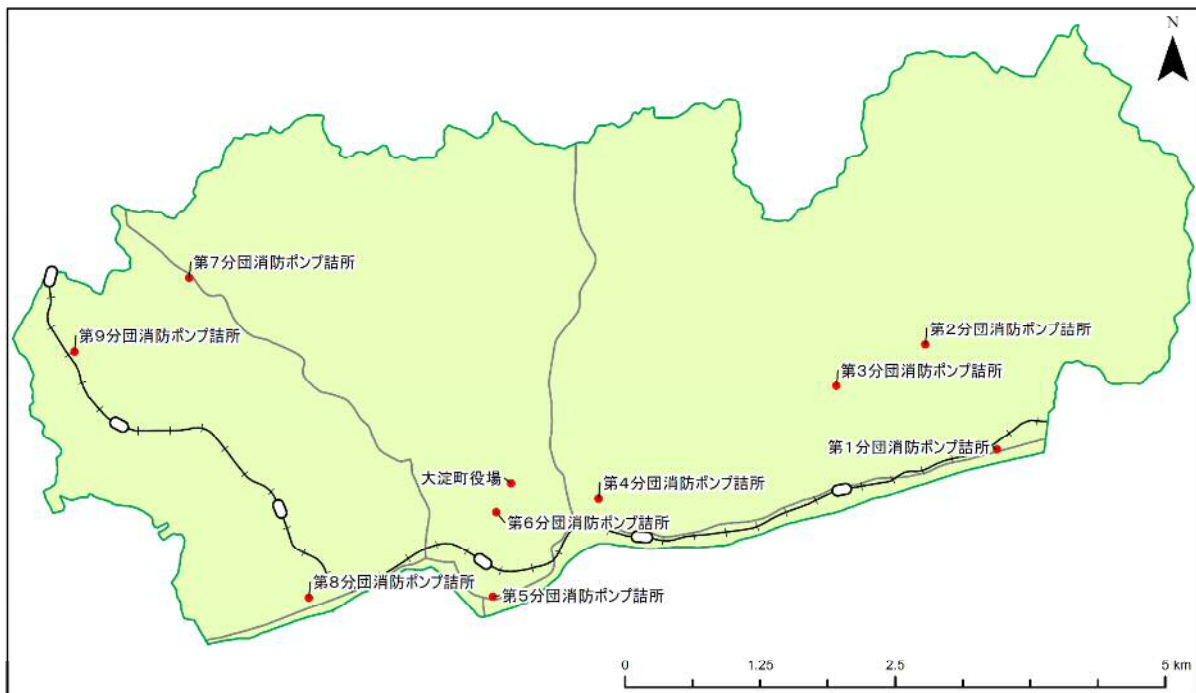 N
第7分団消防ポンプ詰所
第9分団消防ポンプ詰所
第2分団消防ポンプ詰所
第3分団消防ポンプ詰所
第1分団消防ポンプ詰所
大淀町役場
第4分団消防ポンプ詰所
第6分団消防ポンプ詰所
第8分団消防ポンプ詰所
第5分団消防ポンプ詰所
0 1.25 2.5 5 km